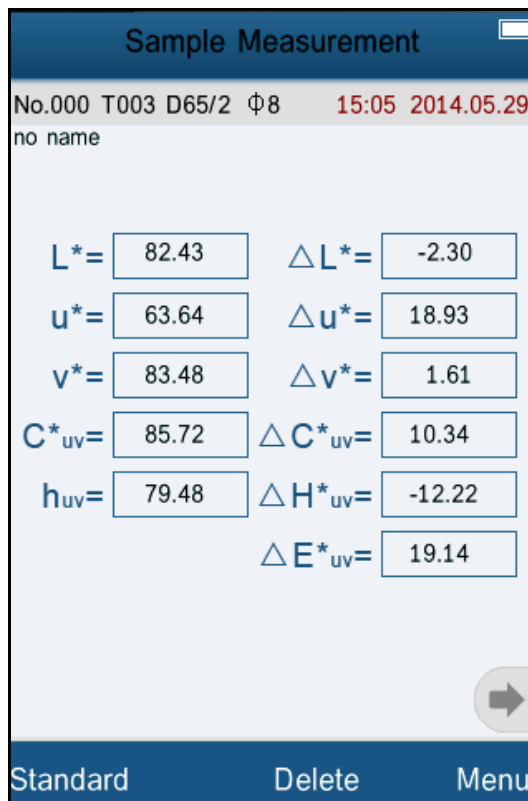 Sample Measurement
No.000 T003 D65/2 Φ8 15:05 2014.05.29
no name
L*= 82.43 △L*= -2.30
u*= 63.64 △u*= 18.93
v*= 83.48 △v*= 1.61
C*uv= 85.72 △C*uv= 10.34
huv= 79.48 △H*uv= -12.22
△E*uv= 19.14
Standard Delete Menu